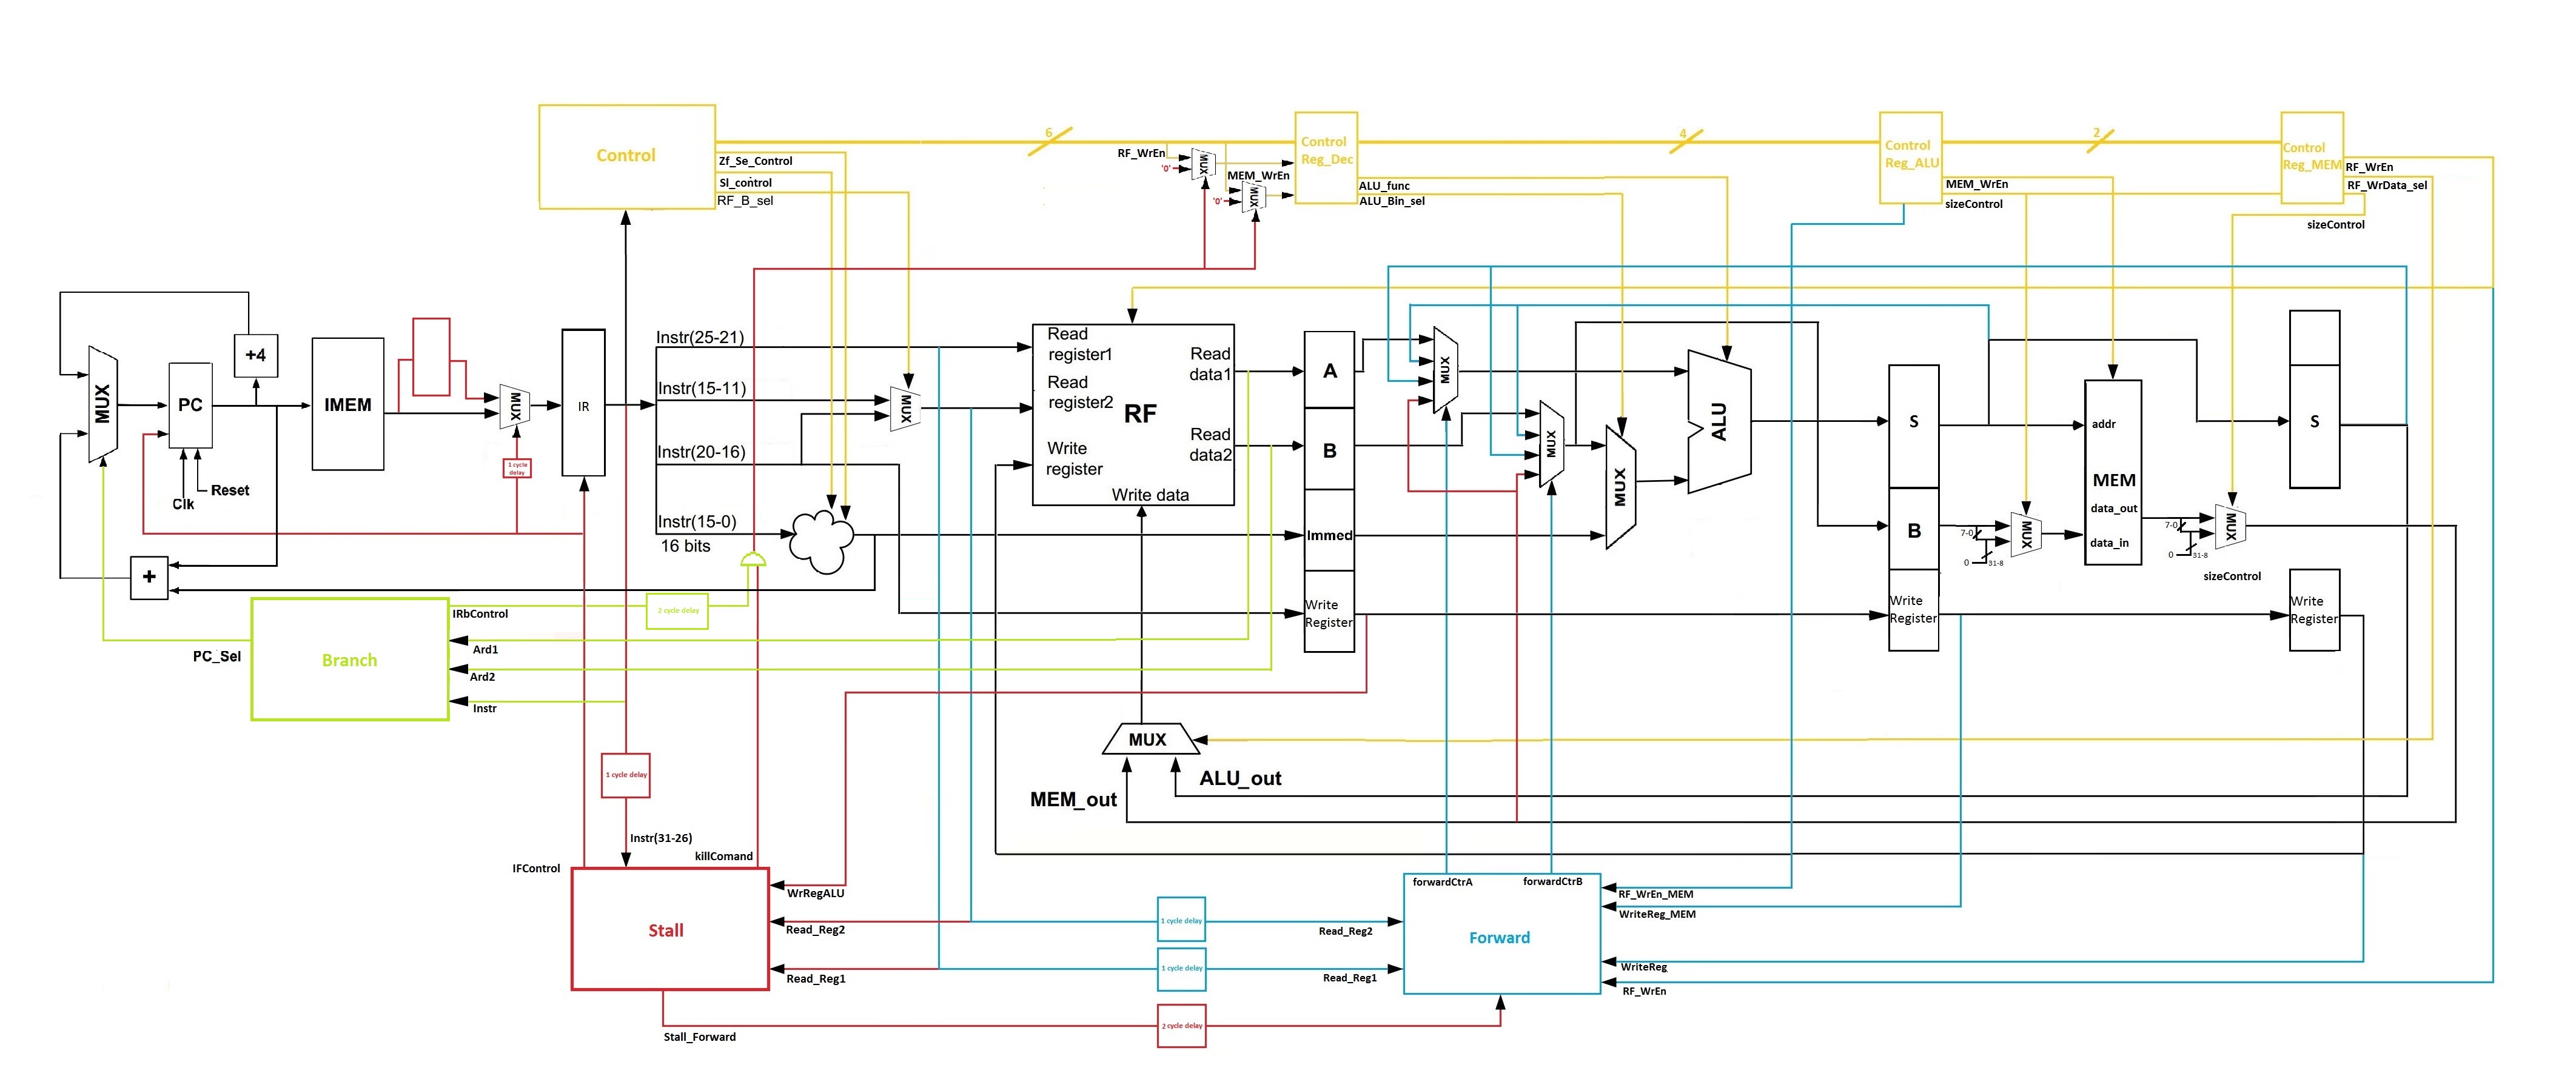 Control
Zf_Se_Control
Sl_control
RF_B_sel
6
RF_WrEn
'0'
MUX
MEM_WrEn
'0'
MUX
Control
Reg_Dec
ALU_func
ALU_Bin_sel
4
Control
Reg_ALU
MEM_WrEn
sizeControl
2
Control
Reg_MEM
RF_WrEn
RF_WrData_sel
sizeControl
MUX
PC
+4
Clk
Reset
IMEM
MUX
1 cycle
delay
IR
Instr(25-21)
Instr(15-11)
Instr(20-16)
Instr(15-0)
16 bits
MUX
Read
register1
Read
register2
Write
register
RF
Read
data1
Read
data2
Write data
A
B
Immed
Write
Register
MUX
MUX
MUX
ALU
S
B
Write
Register
7-0
0
31-8
MUX
addr
MEM
data_out
data_in
7-0
0
31-8
MUX
sizeControl
S
Write
Register
+
IRbControl
2 cycle delay
PC_Sel
Branch
Ard1
Ard2
Instr
1 cycle delay
Instr(31-26)
MUX
ALU_out
MEM_out
IFControl
killComand
Stall
WrRegALU
Read_Reg2
Read_Reg1
Stall_Forward
1 cycle delay
1 cycle delay
2 cycle delay
Read_Reg2
Read_Reg1
forwardCtrA
forwardCtrB
Forward
RF_WrEn_MEM
WriteReg_MEM
WriteReg
RF_WrEn